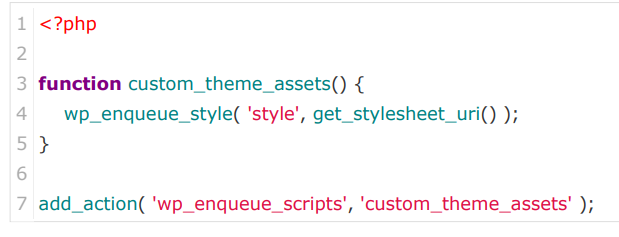 1 <?php
2
3 function custom_theme_assets() {
4 wp_enqueue_style( 'style', get_stylesheet_uri() );
5 }
6
7 add_action( 'wp_enqueue_scripts', 'custom_theme_assets' );